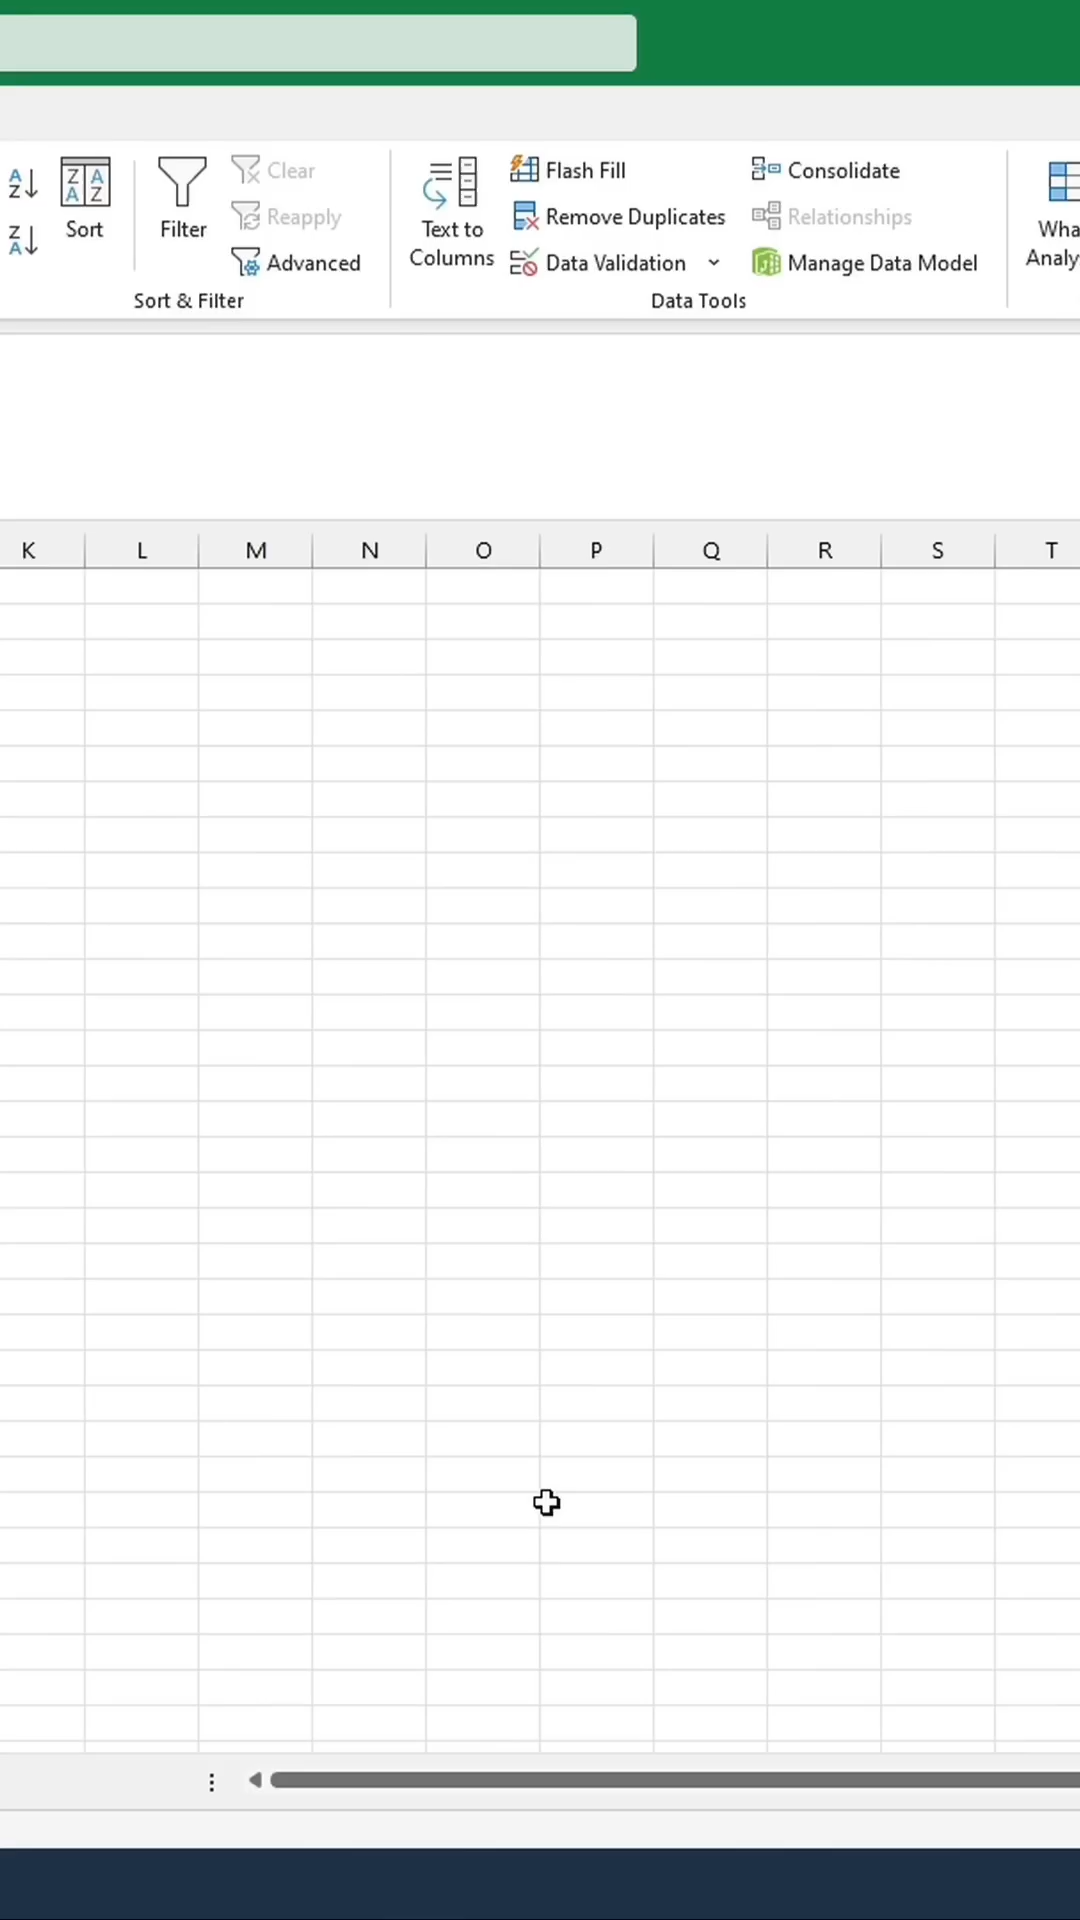 Sort
Filter
Clear
Reapply
Advanced
Sort & Filter
Text to
Columns
Flash Fill
Remove Duplicates
Data Validation
Consolidate
Relationships
Manage Data Model
Data Tools
Wha
Analy
K L M N O P Q R S T